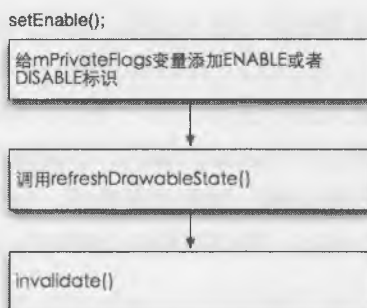 setEnable();
给mPrivateFlags变量添加ENABLE或者
DISABLE标识
调用refreshDrawableState()
invalidate()